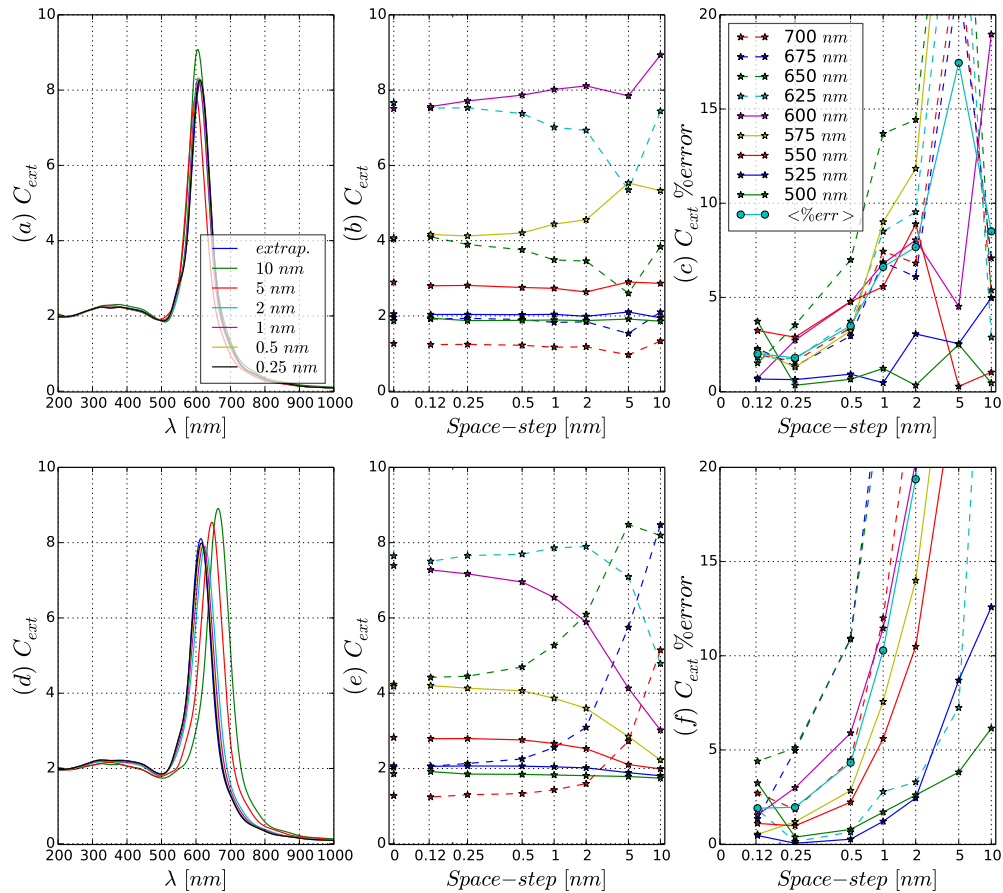 10
8
6
4
2
0
(a) C_ext
200 300 400 500 600 700 800 900 1000
λ [nm]
extrap.
10 nm
5 nm
2 nm
1 nm
0.5 nm
0.25 nm
10
8
6
4
2
0
(b) C_ext
0 0.12 0.25 0.5 1 2 5 10
Space−step [nm]
20
15
10
5
0
(c) C_ext %error
0 0.12 0.25 0.5 1 2 5 10
Space−step [nm]
700 nm
675 nm
650 nm
625 nm
600 nm
575 nm
550 nm
525 nm
500 nm
<%err>
10
8
6
4
2
0
(d) C_ext
200 300 400 500 600 700 800 900 1000
λ [nm]
10
8
6
4
2
0
(e) C_ext
0 0.12 0.25 0.5 1 2 5 10
Space−step [nm]
20
15
10
5
0
(f) C_ext %error
0 0.12 0.25 0.5 1 2 5 10
Space−step [nm]